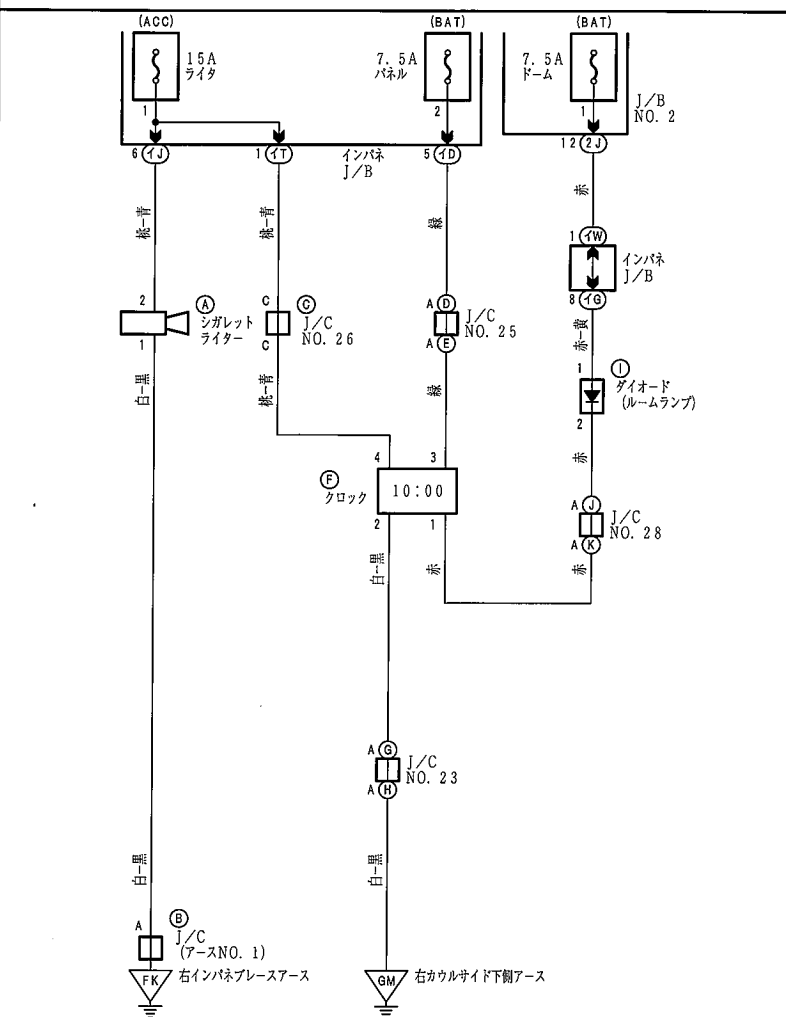 (ACC)
(BAT)
(BAT)
15A
ライタ
7.5A
パネル
7.5A
ドーム
1
2
1
J/B
NO. 2
6 イJ
1 イT
インパネ
J/B
5 イD
12 2J
桃―青
桃―青
緑
赤
1 イW
インパネ
J/B
8 イG
赤―黄
2
A
シガレット
ライター
1
C
C
J/C
NO. 26
C
A D
J/C
NO. 25
A E
1
I
ダイオード
(ルームランプ)
2
白―黒
桃―青
緑
赤
4
3
F
クロック
10:00
2
1
A J
J/C
NO. 28
A K
白―黒
赤
赤
A G
J/C
NO. 23
A H
白―黒
白―黒
A
B
J/C
(アースNO. 1)
FK
右インパネブレースアース
GM
右カウルサイド下側アース